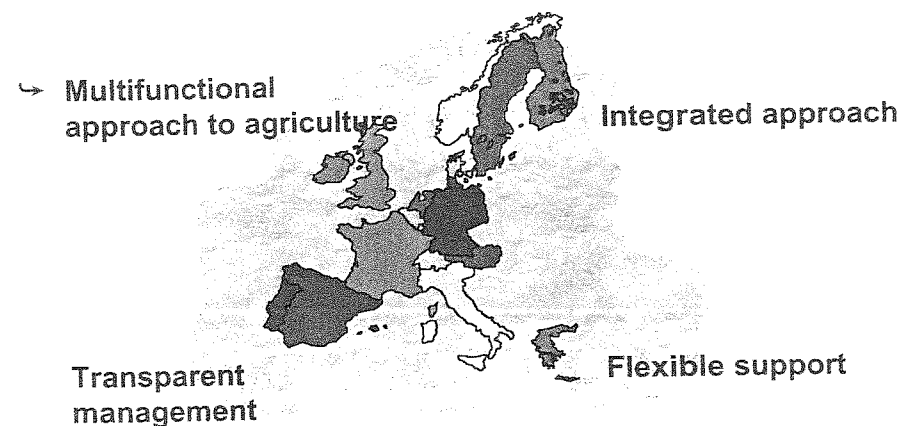 ↪ Multifunctional
approach to agriculture
Integrated approach
Transparent
management
Flexible support